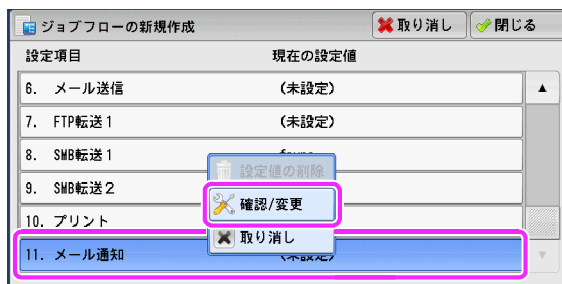 ジョブフローの新規作成
取り消し
閉じる
設定項目 現在の設定値
6. メール送信 (未設定)
7. FTP転送1 (未設定)
8. SMB転送1
設定値の削除
9. SMB転送2
確認/変更
10. プリント
取り消し
11. メール通知 (未設定)